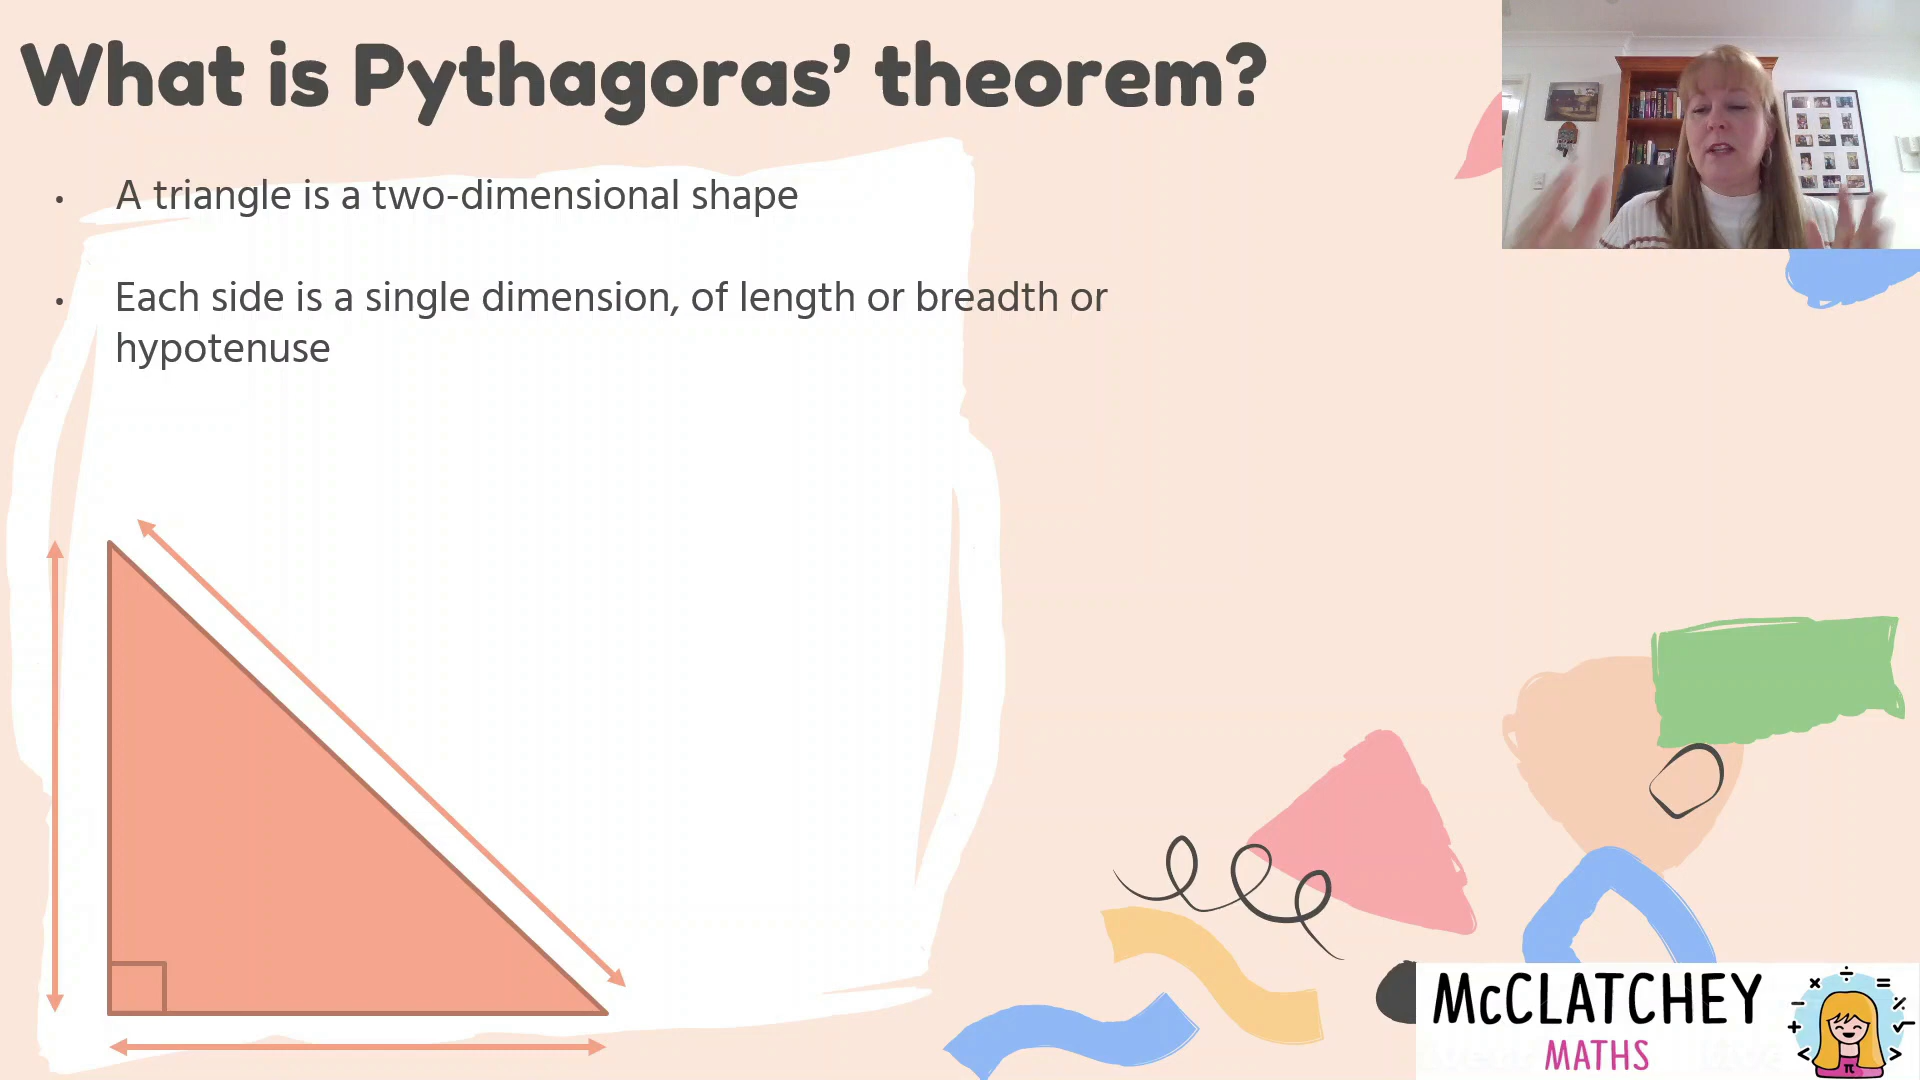 What is Pythagoras’ theorem?
• A triangle is a two-dimensional shape
• Each side is a single dimension, of length or breadth or
hypotenuse
McCLATCHEY
MATHS
× ÷ = − ٪ + √ < > π